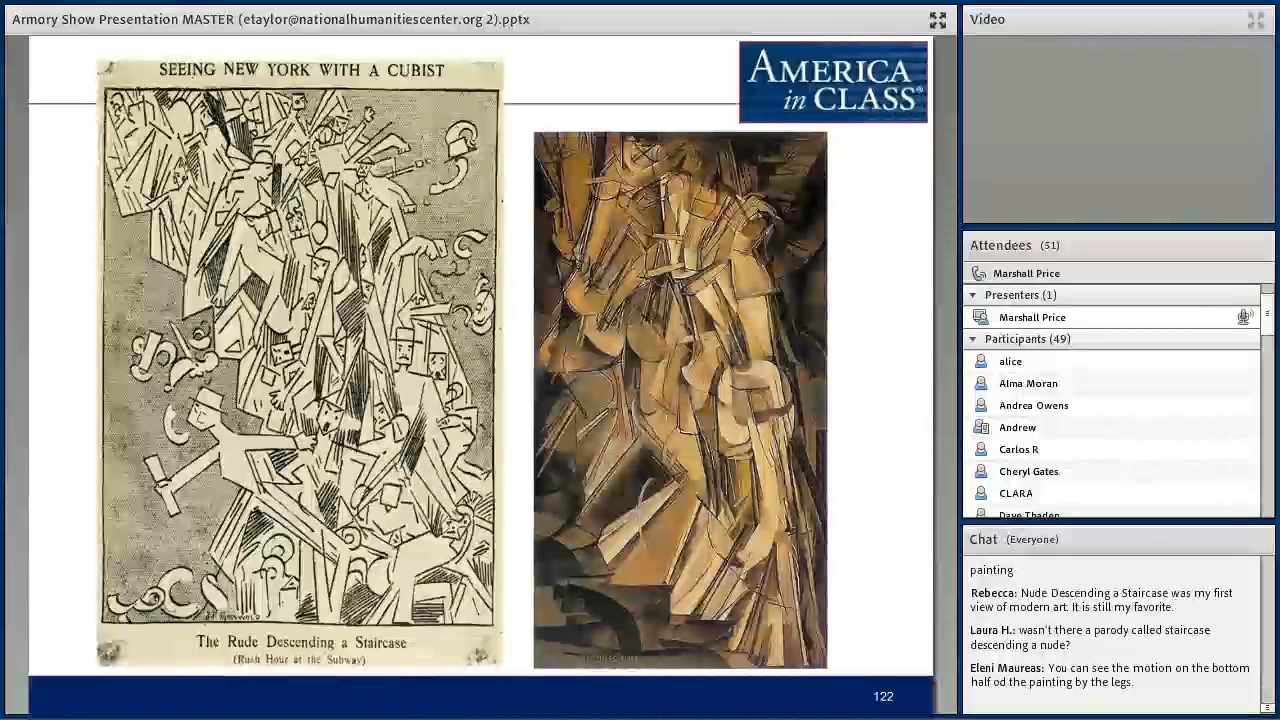 Armory Show Presentation MASTER (etaylor@nationalhumanitiescenter.org 2).pptx
SEEING NEW YORK WITH A CUBIST
AMERICA
in CLASS®
The Rude Descending a Staircase
(Rush Hour at the Subway)
122
Video
Attendees (51)
Marshall Price
Presenters (1)
Marshall Price
Participants (49)
alice
Alma Moran
Andrea Owens
Andrew
Carlos R
Cheryl Gates
CLARA
Dave Thaden
Chat (Everyone)
painting
Rebecca: Nude Descending a Staircase was my first
view of modern art. It is still my favorite.
Laura H.: wasn't there a parody called staircase
descending a nude?
Eleni Maureas: You can see the motion on the bottom
half od the painting by the legs.